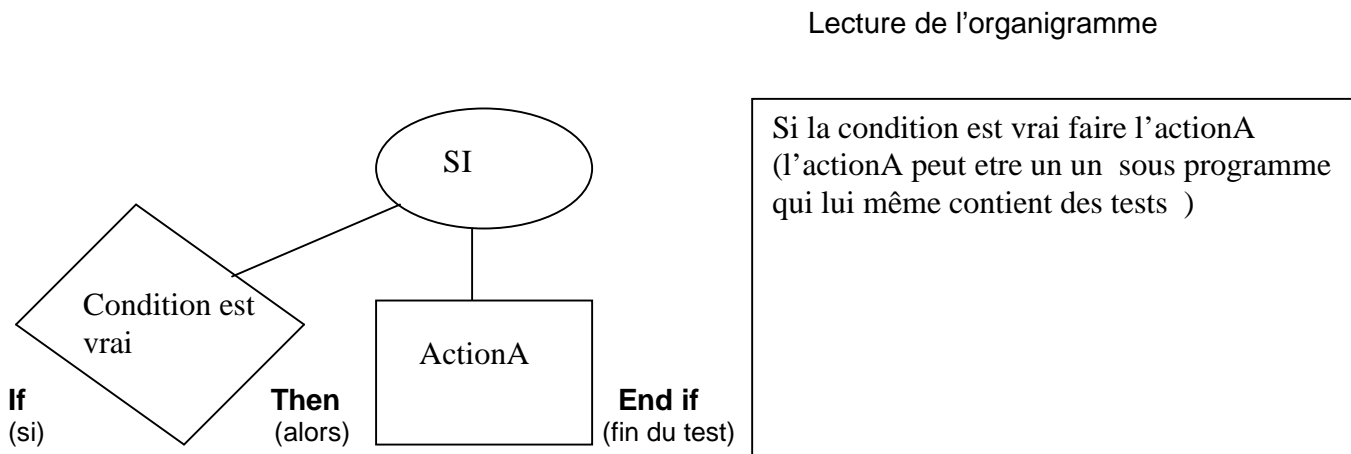 Lecture de l’organigramme
SI
Condition est
vrai
ActionA
If
(si)
Then
(alors)
End if
(fin du test)
Si la condition est vrai faire l’actionA
(l’actionA peut etre un un sous programme
qui lui même contient des tests )